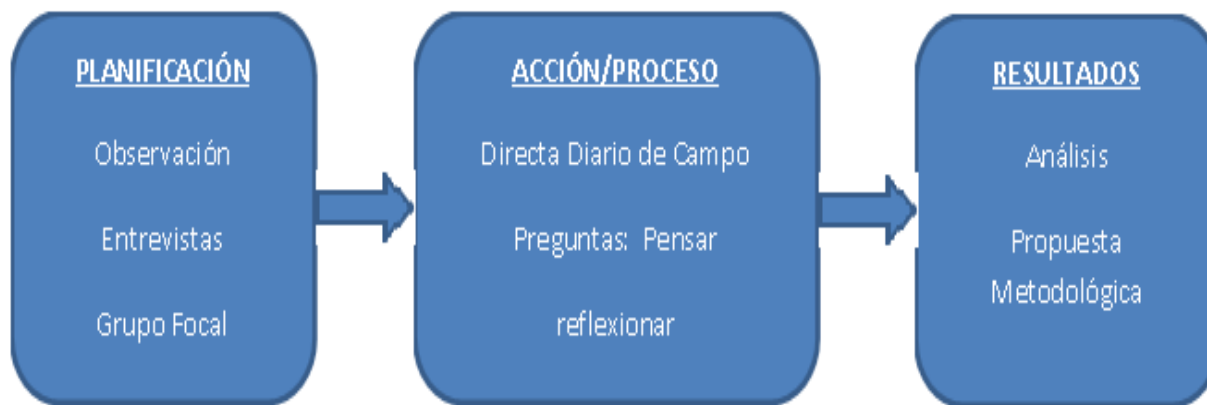 PLANIFICACIÓN
Observación
Entrevistas
Grupo Focal
ACCIÓN/PROCESO
Directa Diario de Campo
Preguntas: Pensar
reflexionar
RESULTADOS
Análisis
Propuesta
Metodológica